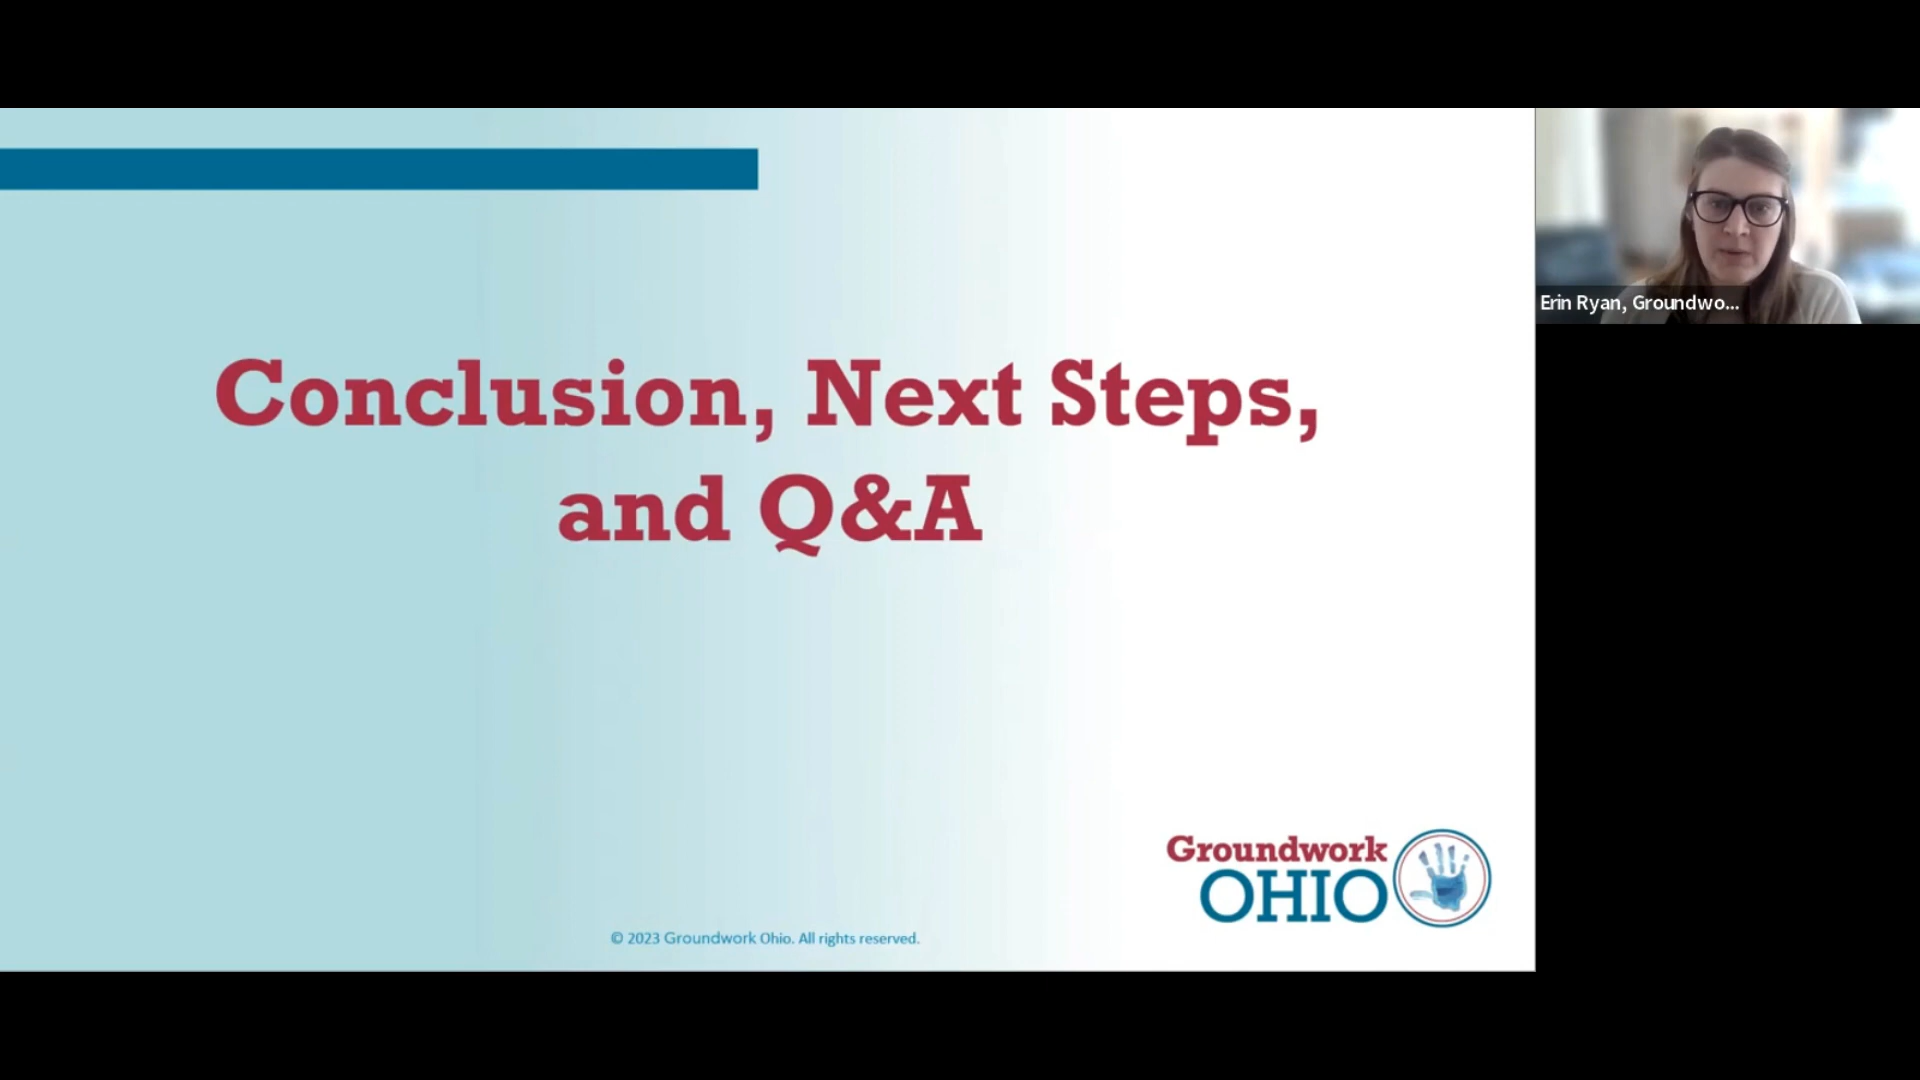 Conclusion, Next Steps,
and Q&A
Erin Ryan, Groundwo...
Groundwork
OHIO
© 2023 Groundwork Ohio. All rights reserved.